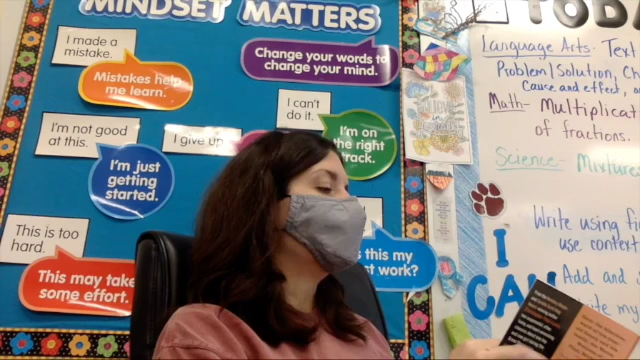 MINDSET MATTERS
I made a
mistake.
Mistakes help
me learn.
Change your words to
change your mind.
I can't
do it.
I'm on
the right
track.
I'm not good
at this.
I give up.
I'm just
getting
started.
This is too
hard.
This may take
some effort.
s this my
st work?
TOD
Language Arts- Text
Problem/Solution, Ch
Cause and effect, a
Math- Multiplicat
of fractions.
Science- Mixtures
I
CAN
Write using fi
use context
Add and
ite my